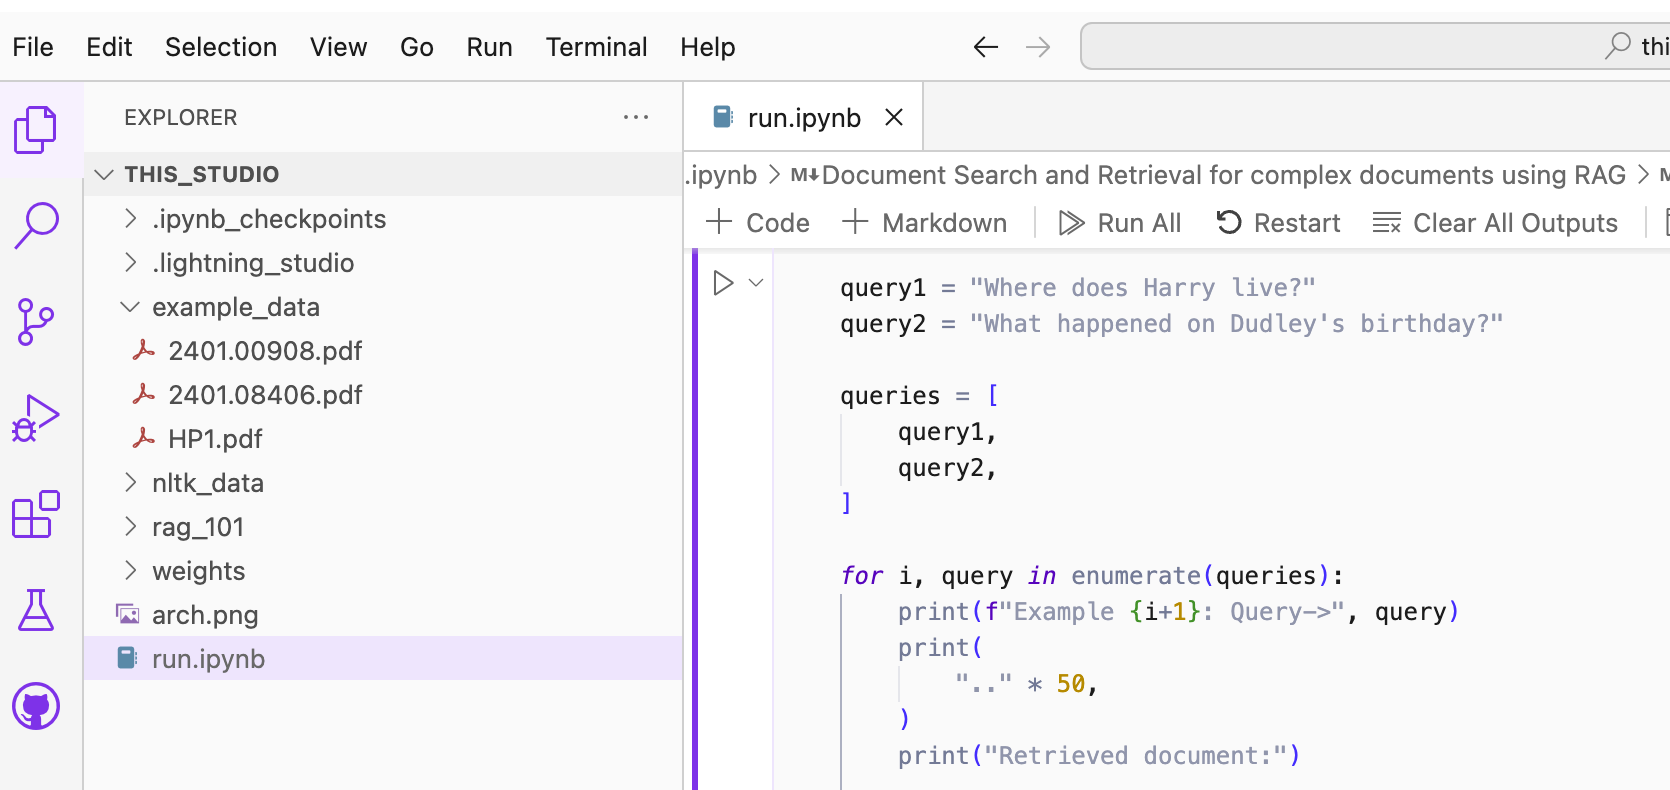 File Edit Selection View Go Run Terminal Help
thi
EXPLORER
THIS_STUDIO
.ipynb_checkpoints
.lightning_studio
example_data
2401.00908.pdf
2401.08406.pdf
HP1.pdf
nltk_data
rag_101
weights
arch.png
run.ipynb
run.ipynb
.ipynb > M↓Document Search and Retrieval for complex documents using RAG >
+ Code + Markdown Run All Restart Clear All Outputs
query1 = "Where does Harry live?"
query2 = "What happened on Dudley's birthday?"
queries = [
query1,
query2,
]
for i, query in enumerate(queries):
print(f"Example {i+1}: Query->", query)
print(
".." * 50,
)
print("Retrieved document:")